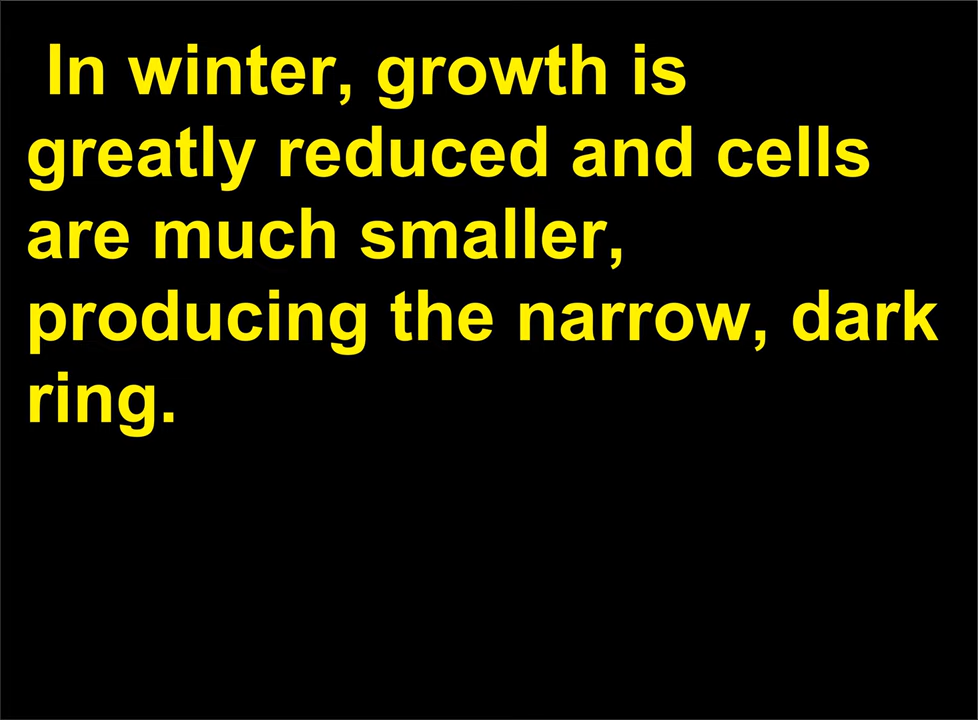 In winter, growth is
greatly reduced and cells
are much smaller,
producing the narrow, dark
ring.